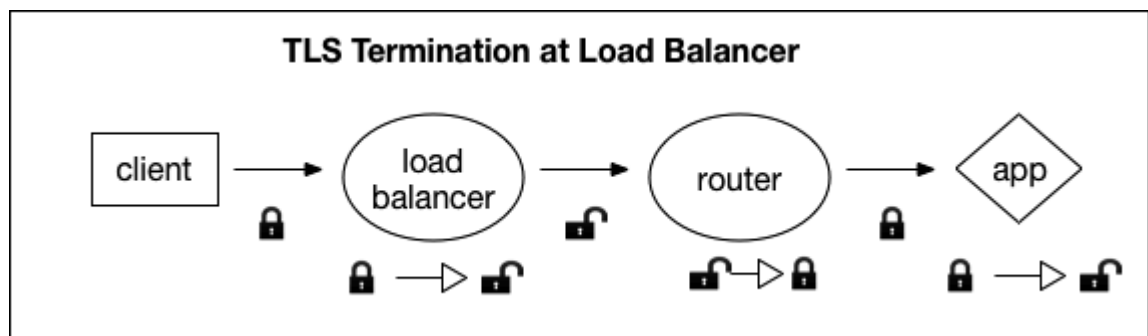 TLS Termination at Load Balancer
client
load
balancer
router
app